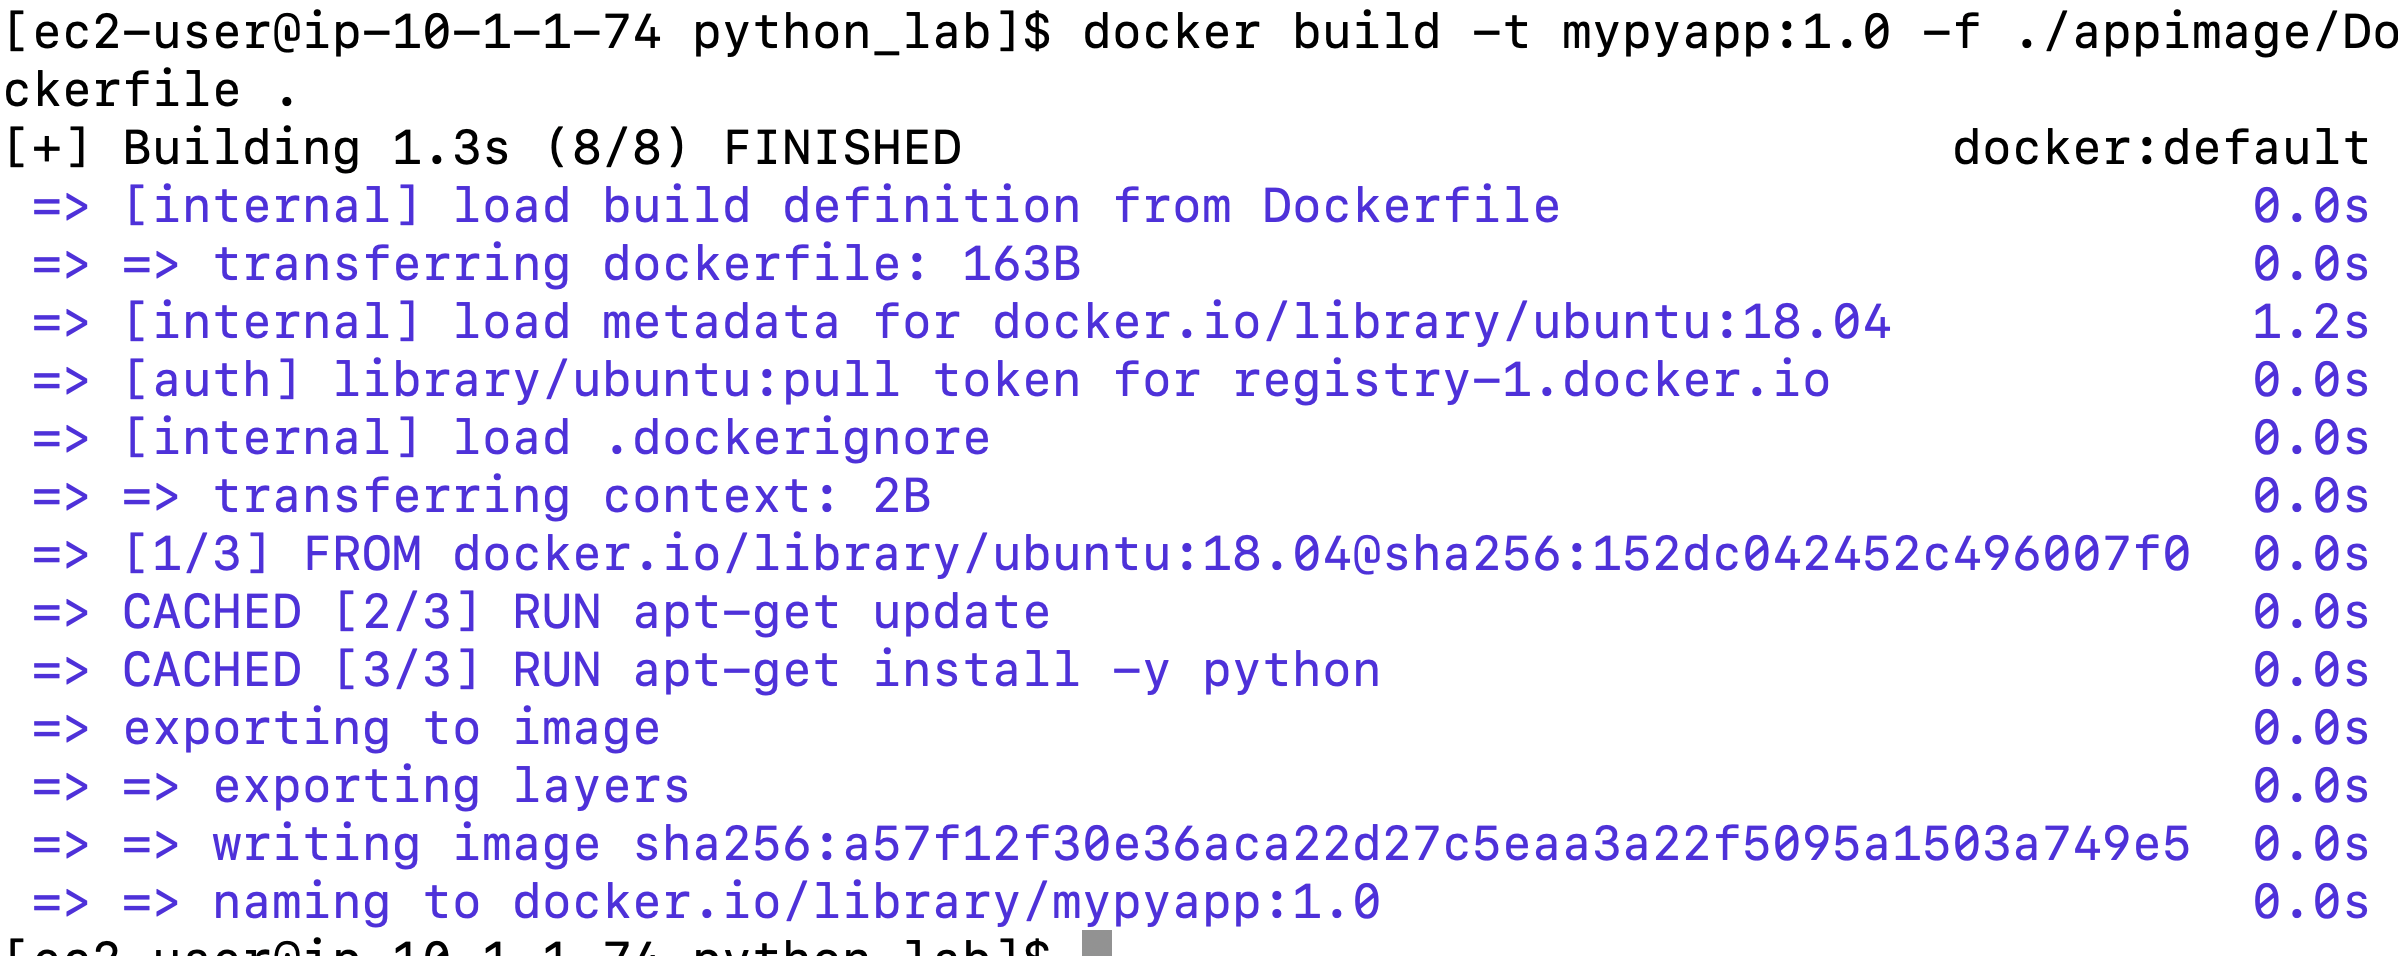 [ec2-user@ip-10-1-1-74 python_lab]$ docker build -t mypyapp:1.0 -f ./appimage/Do
ckerfile .
[+] Building 1.3s (8/8) FINISHED docker:default
=> [internal] load build definition from Dockerfile 0.0s
=> => transferring dockerfile: 163B 0.0s
=> [internal] load metadata for docker.io/library/ubuntu:18.04 1.2s
=> [auth] library/ubuntu:pull token for registry-1.docker.io 0.0s
=> [internal] load .dockerignore 0.0s
=> => transferring context: 2B 0.0s
=> [1/3] FROM docker.io/library/ubuntu:18.04@sha256:152dc042452c496007f0 0.0s
=> CACHED [2/3] RUN apt-get update 0.0s
=> CACHED [3/3] RUN apt-get install -y python 0.0s
=> exporting to image 0.0s
=> => exporting layers 0.0s
=> => writing image sha256:a57f12f30e36aca22d27c5eaa3a22f5095a1503a749e5 0.0s
=> => naming to docker.io/library/mypyapp:1.0 0.0s
[ec2-user@ip-10-1-1-74 python_lab]$